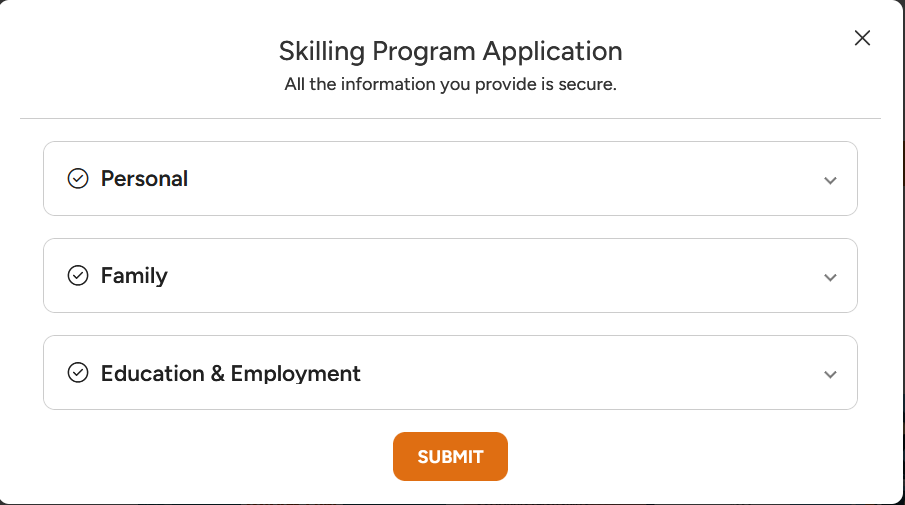 Skilling Program Application
All the information you provide is secure.
Personal
Family
Education & Employment
SUBMIT